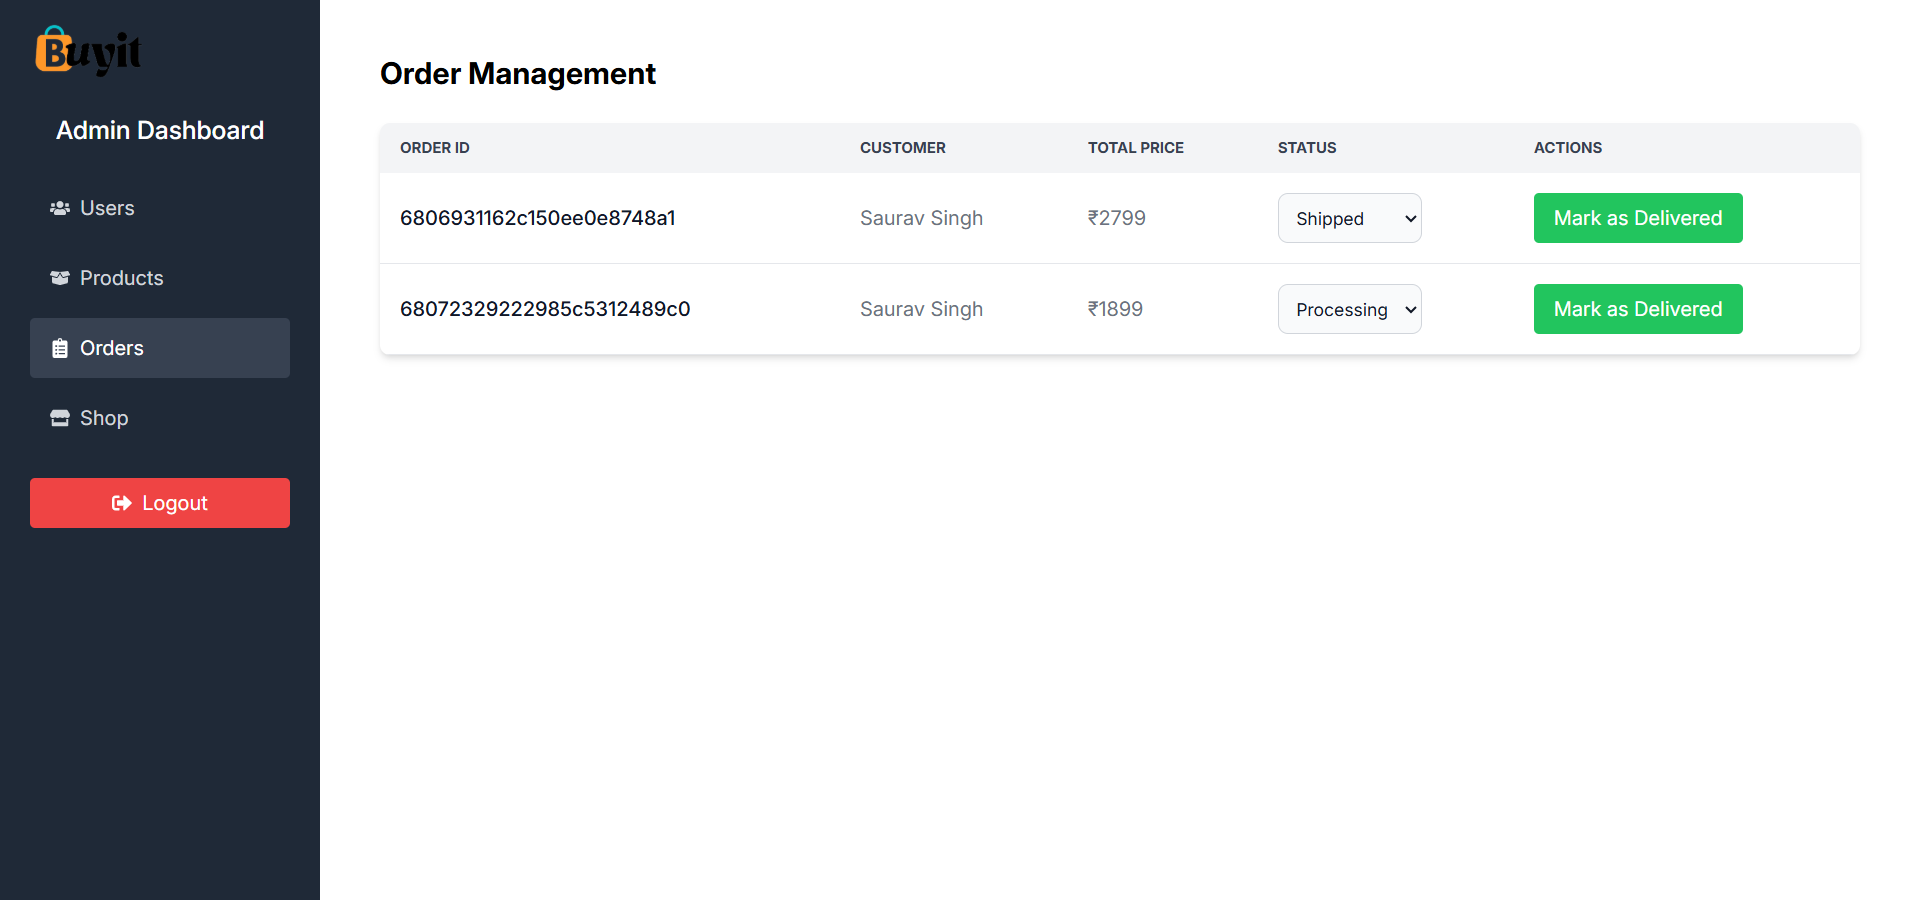 Buyit
Admin Dashboard
Users
Products
Orders
Shop
Logout
Order Management
ORDER ID CUSTOMER TOTAL PRICE STATUS ACTIONS
6806931162c150ee0e8748a1 Saurav Singh ₹2799 Shipped Mark as Delivered
68072329222985c5312489c0 Saurav Singh ₹1899 Processing Mark as Delivered